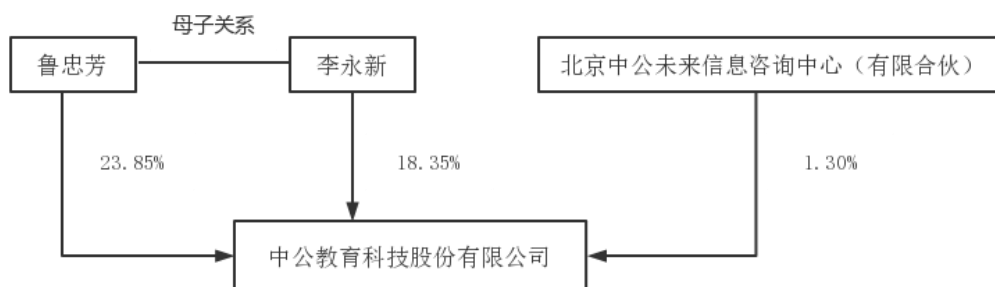 母子关系
鲁忠芳
李永新
北京中公未来信息咨询中心（有限合伙）
23.85%
18.35%
1.30%
中公教育科技股份有限公司